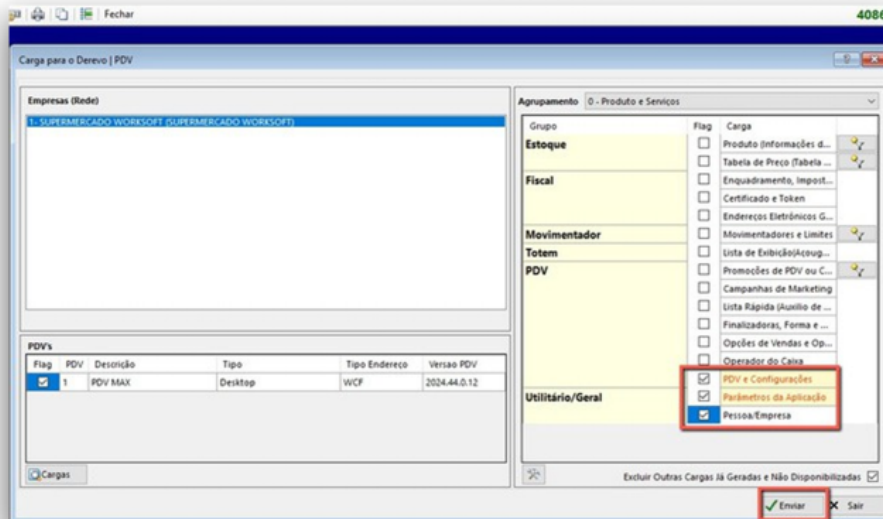 Fechar
4086
Carga para o Derevo | PDV
Empresas (Rede)
1- SUPERMERCADO WORKSOFT (SUPERMERCADO WORKSOFT)
PDV's
Flag PDV Descrição Tipo Tipo Endereço Versao PDV
1 PDV MAX Desktop WCF 2024.44.0.12
Cargas
Agrupamento 0 - Produto e Serviços
Grupo Flag Carga
Estoque Produto (Informações d...
Tabela de Preço (Tabela ...
Fiscal Enquadramento, Impost...
Certificado e Token
Endereços Eletrônicos G...
Movimentador Movimentadores e Limites
Totem Lista de Exibição(Açoug...
PDV Promoções de PDV ou C...
Campanhas de Marketing
Lista Rápida (Auxilio de ...
Finalizadoras, Forma e ...
Opções de Vendas e Op...
Operador do Caixa
PDV e Configurações
Utilitário/Geral Parâmetros da Aplicação
Pessoa/Empresa
Excluir Outras Cargas Já Geradas e Não Disponibilizadas
Enviar Sair